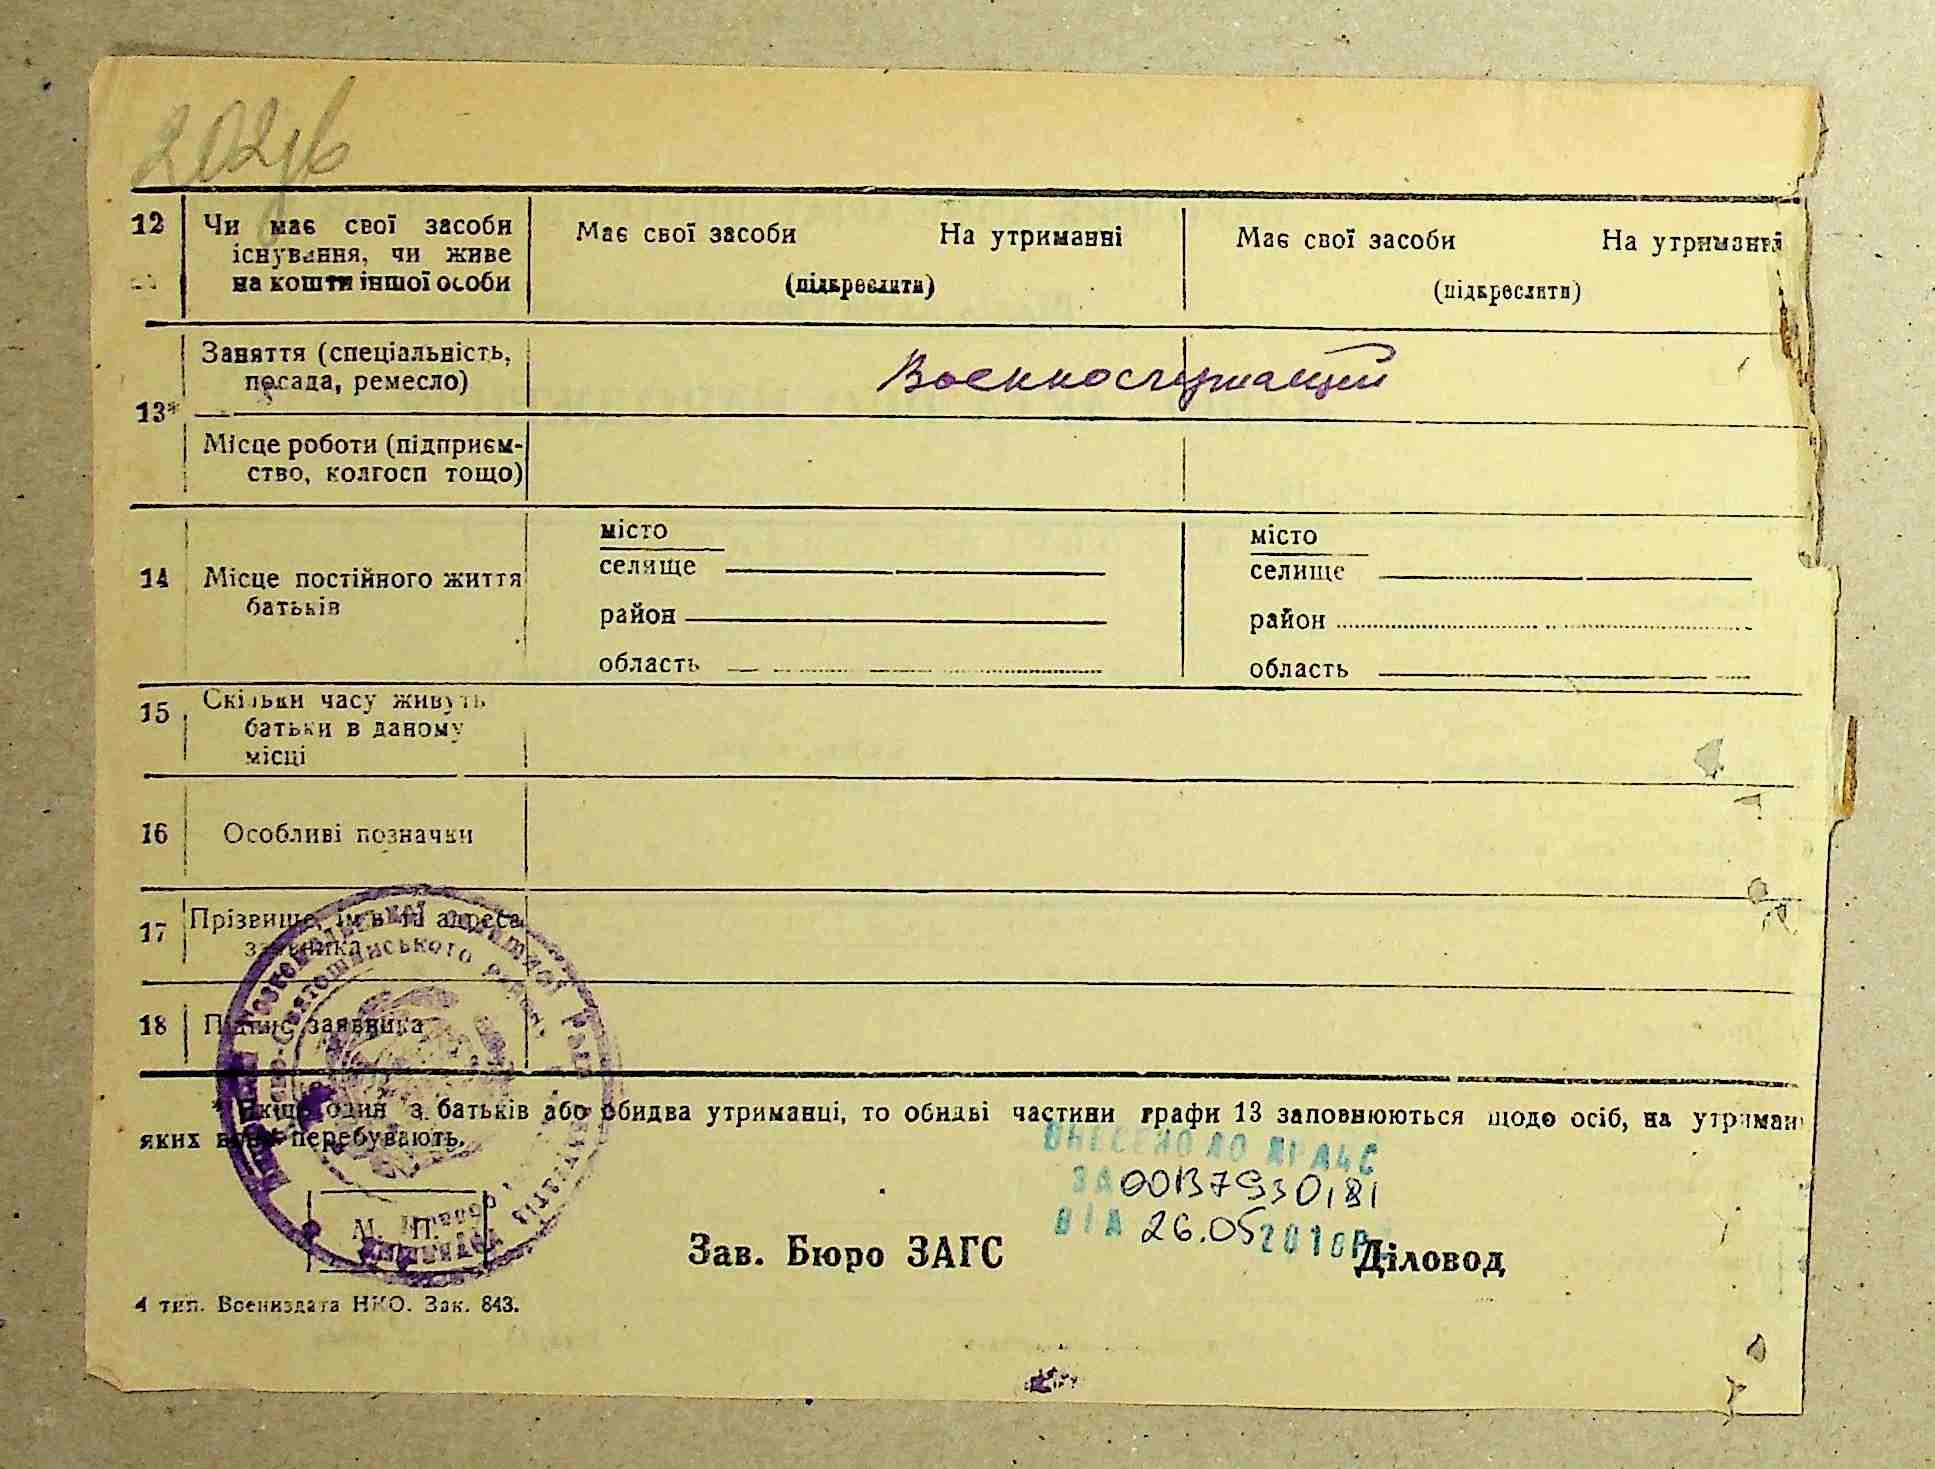 12 Чи має свої засоби існування, чи живе на кошти іншої особи
Має свої засоби На утриманні
(підкреслити)
Має свої засоби На утриманні
(підкреслити)
13* Заняття (спеціальність, посада, ремесло)
Военнослужащий
Місце роботи (підприємство, колгосп тощо)
14 Місце постійного життя батьків
місто
селище
район
область
місто
селище
район
область
15 Скільки часу живуть батьки в даному місці
16 Особливі позначки
17 Прізвище, ім'я та адреса заявника
18 Підпис заявника
* Якщо один з батьків або обидва утриманці, то обидві частини графи 13 заповнюються щодо осіб, на утриман
яких вони перебувають.
ВНЕСЕНО ДО ДРАЦС
ЗА 00137930181
ВІД 26.05 2010Р.
М. П.
Зав. Бюро ЗАГС Діловод
4 тип. Воениздата НКО. Зак. 843.